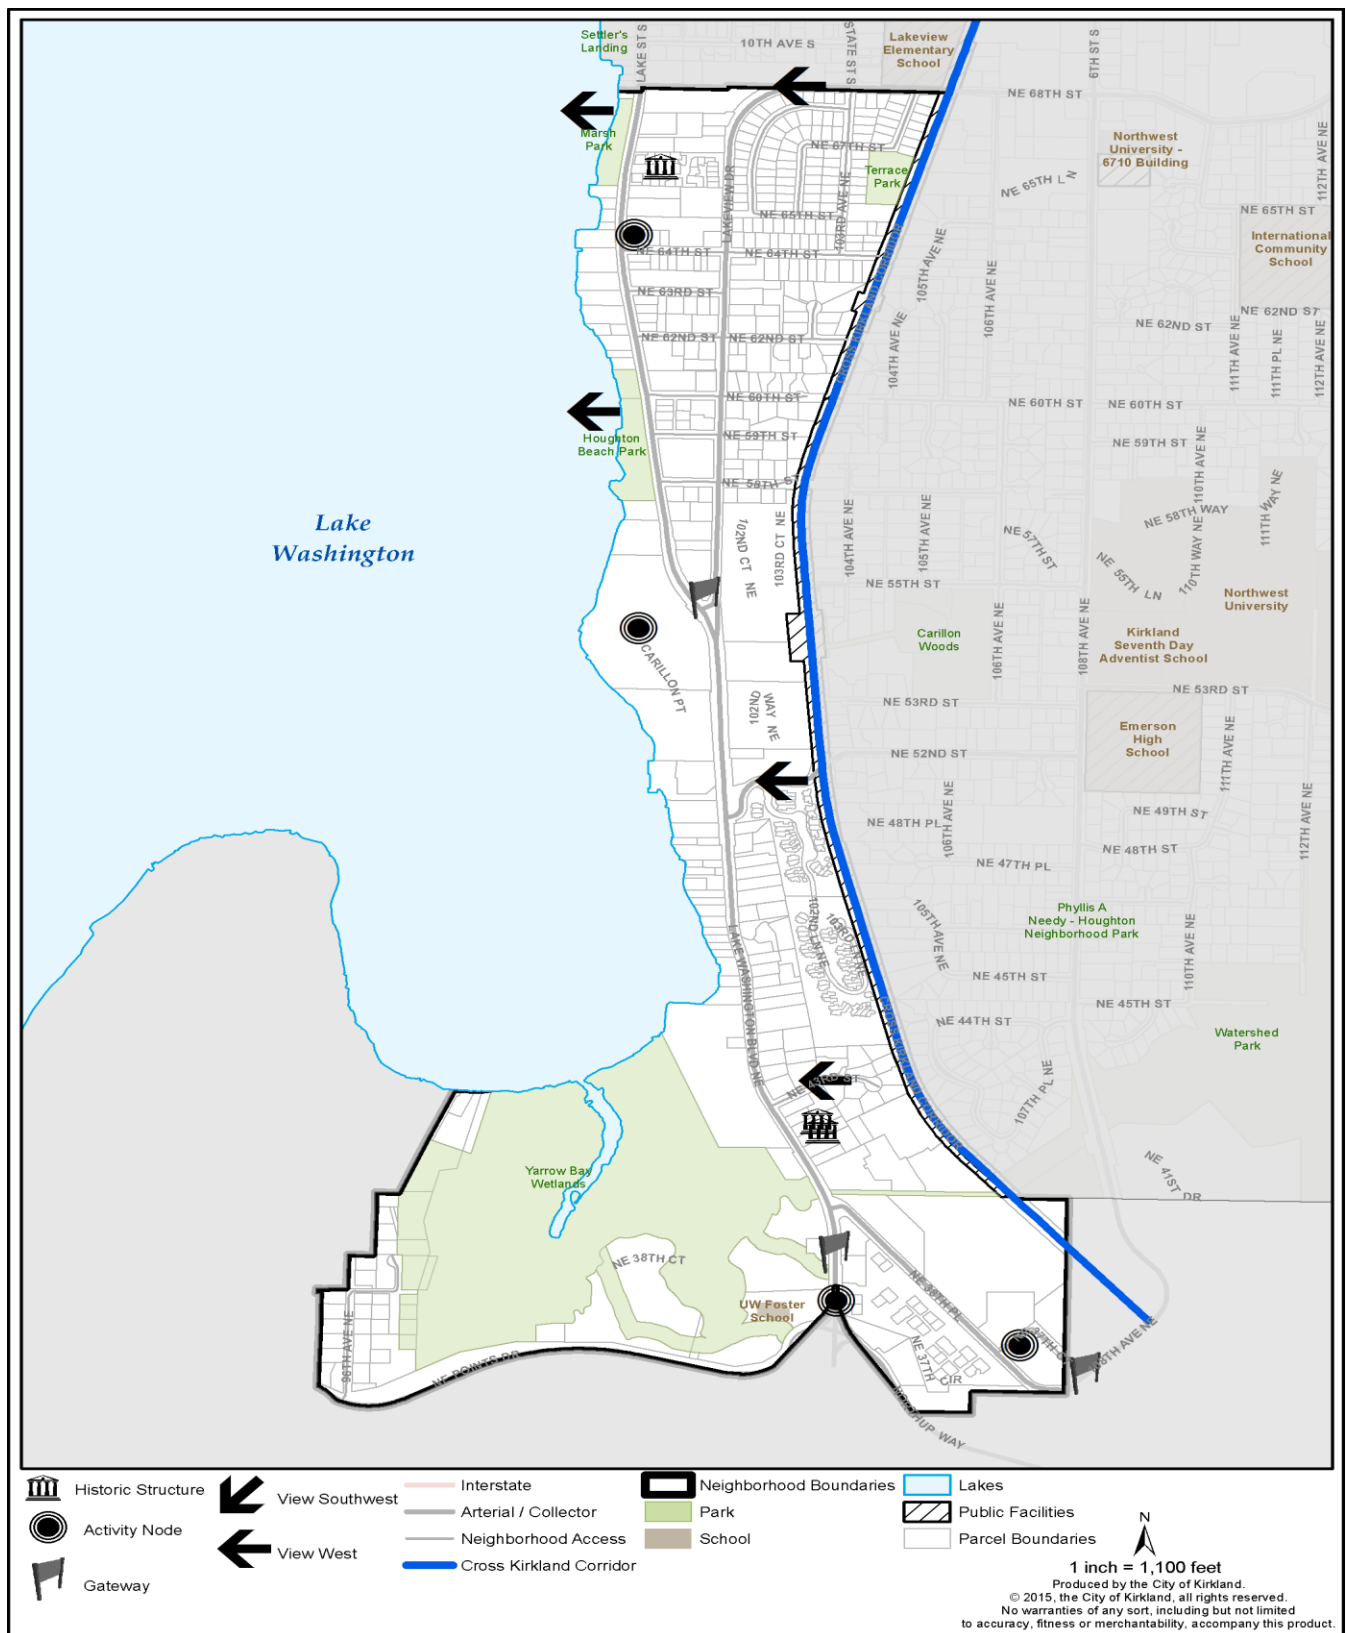 Settler's
Landing
LAKE ST S
10TH AVE S
STATE ST S
Lakeview
Elementary
School
6TH ST S
NE 68TH ST
Marsh
Park
NE 67TH ST
Terrace
Park
Northwest
University -
6710 Building
112TH AVE NE
NE 65TH LN
LAKEVIEW DR
NE 65TH ST
103RD AVE NE
NE 65TH ST
International
Community
School
NE 64TH ST
NE 64TH ST
CROSS KIRKLAND CORRIDOR
105TH AVE NE
106TH AVE NE
NE 63RD ST
NE 62ND ST
NE 62ND ST
104TH AVE NE
NE 62ND ST
NE 62ND ST
111TH AVE NE
111TH PL NE
112TH AVE NE
NE 60TH ST
NE 60TH ST
NE 60TH ST
Houghton
Beach Park
NE 59TH ST
NE 59TH ST
110TH AVE NE
NE 58TH ST
111TH WAY NE
NE 58TH WAY
Lake
Washington
102ND CT NE
103RD CT NE
104TH AVE NE
105TH AVE NE
NE 57TH ST
110TH WAY NE
NE 55TH ST
NE 55TH LN
Northwest
University
106TH AVE NE
108TH AVE NE
Carillon
Woods
Kirkland
Seventh Day
Adventist School
CARILLON PT
102ND
WAY NE
NE 53RD ST
NE 53RD ST
Emerson
High
School
111TH AVE NE
NE 52ND ST
106TH AVE NE
NE 49TH ST
112TH AVE NE
NE 48TH PL
NE 48TH ST
NE 47TH PL
102ND LN NE
103RD LN NE
105TH AVE NE
Phyllis A
Needy - Houghton
Neighborhood Park
110TH AVE NE
LAKE WASHINGTON BLVD NE
NE 45TH ST
NE 45TH ST
CROSS KIRKLAND CORRIDOR
NE 44TH ST
Watershed
Park
NE 43RD ST
107TH PL NE
Yarrow Bay
Wetlands
NE 41ST
DR
NE 38TH CT
NE 38TH PL
UW Foster
School
96TH AVE NE
NE POINTS DR
NE 37TH
CIR
NORTHUP WAY
Historic Structure
Activity Node
Gateway
View Southwest
View West
Interstate
Arterial / Collector
Neighborhood Access
Cross Kirkland Corridor
Neighborhood Boundaries
Park
School
Lakes
Public Facilities
Parcel Boundaries
N
1 inch = 1,100 feet
Produced by the City of Kirkland.
© 2015, the City of Kirkland, all rights reserved.
No warranties of any sort, including but not limited
to accuracy, fitness or merchantability, accompany this product.